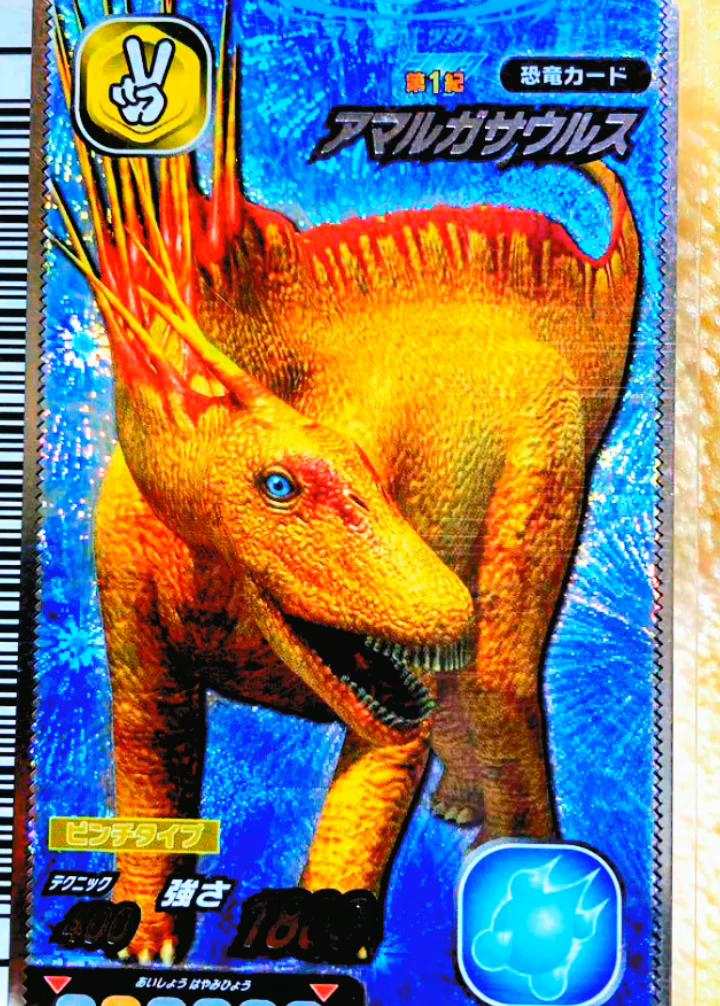 第1紀
恐竜カード
アマルガサウルス
ピンチタイプ
テクニック
強さ
400
あいしょうはやみひょう